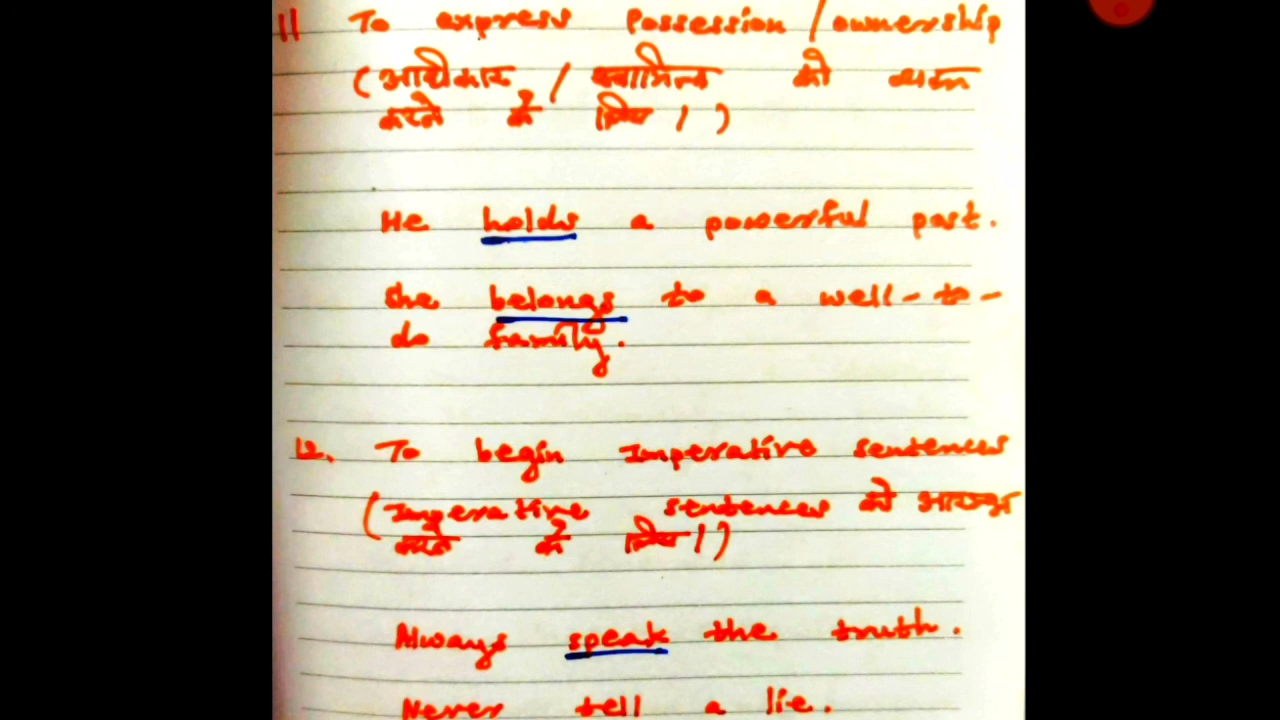 11 To express Possession / ownership
(आधीकार / स्वामित्व को व्यक्त
करने के लिए । )
He holds a powerful post.
She belongs to a well-to-
do family.
12. To begin Imperative sentences
(Imperative sentences को आरम्भ
करने के लिए।)
Always speak the truth.
Never tell a lie.